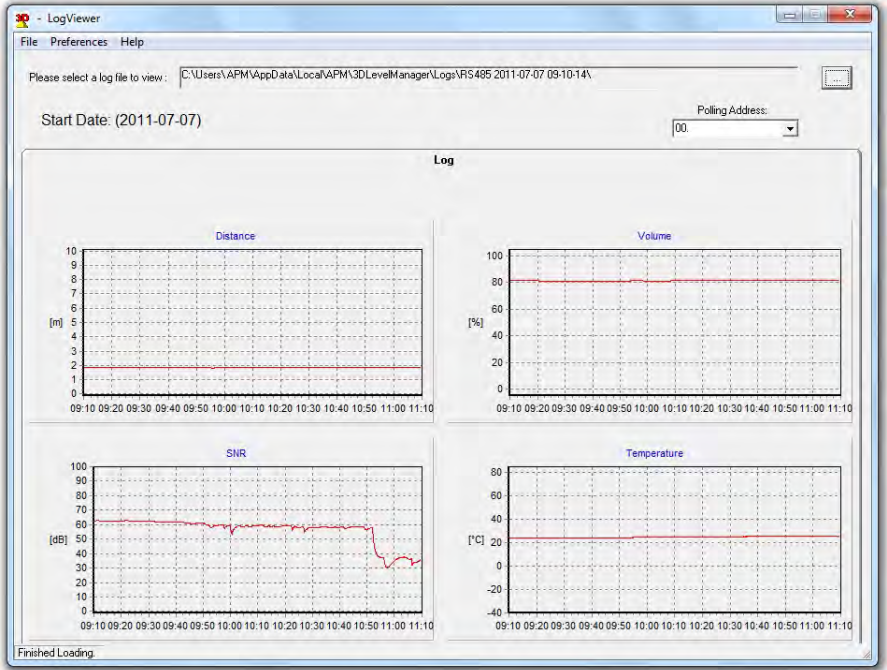 3D - LogViewer
File Preferences Help
Please select a log file to view : C:\Users\APM\AppData\Local\APM\3DLevelManager\Logs\RS485 2011-07-07 09-10-14\ ...
Start Date: (2011-07-07)
Polling Address:
00.
Log
Distance
10
9
8
7
6
[m] 5
4
3
2
1
0
09:10 09:20 09:30 09:40 09:50 10:00 10:10 10:20 10:30 10:40 10:50 11:00 11:10
Volume
100
80
60
[%]
40
20
0
09:10 09:20 09:30 09:40 09:50 10:00 10:10 10:20 10:30 10:40 10:50 11:00 11:10
SNR
100
90
80
70
60
[dB] 50
40
30
20
10
0
09:10 09:20 09:30 09:40 09:50 10:00 10:10 10:20 10:30 10:40 10:50 11:00 11:10
Temperature
80
60
40
[°C] 20
0
-20
-40
09:10 09:20 09:30 09:40 09:50 10:00 10:10 10:20 10:30 10:40 10:50 11:00 11:10
Finished Loading.